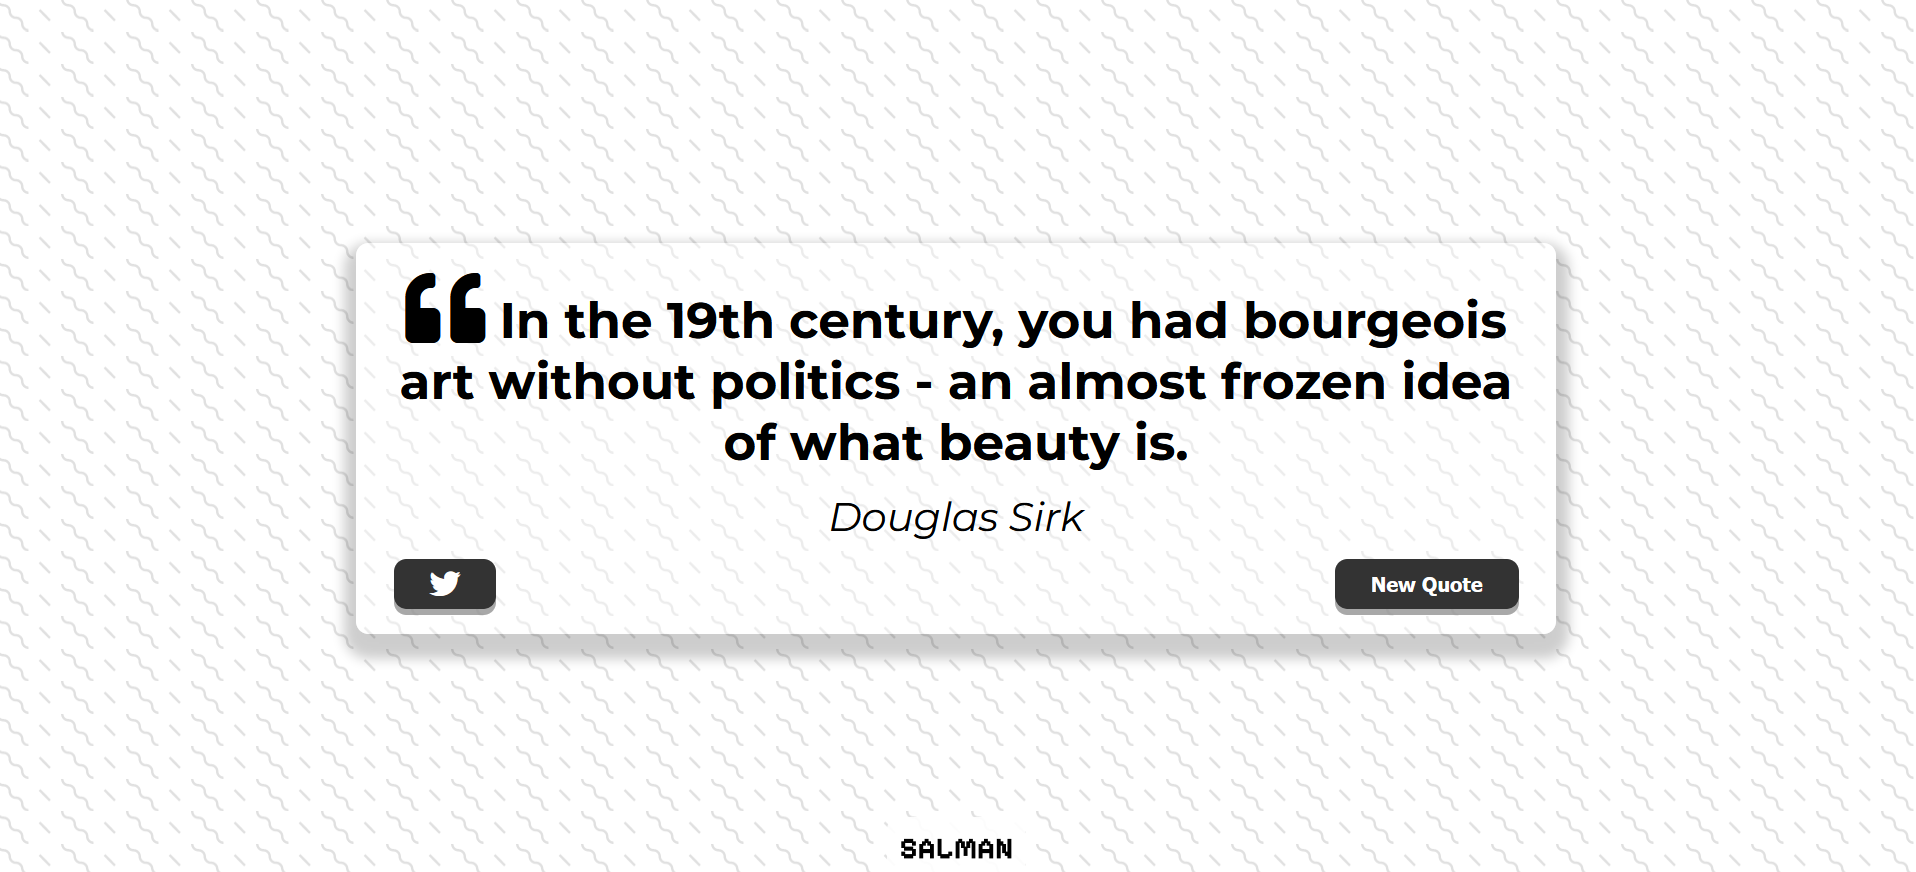 In the 19th century, you had bourgeois
art without politics - an almost frozen idea
of what beauty is.
Douglas Sirk
New Quote
SALMAN